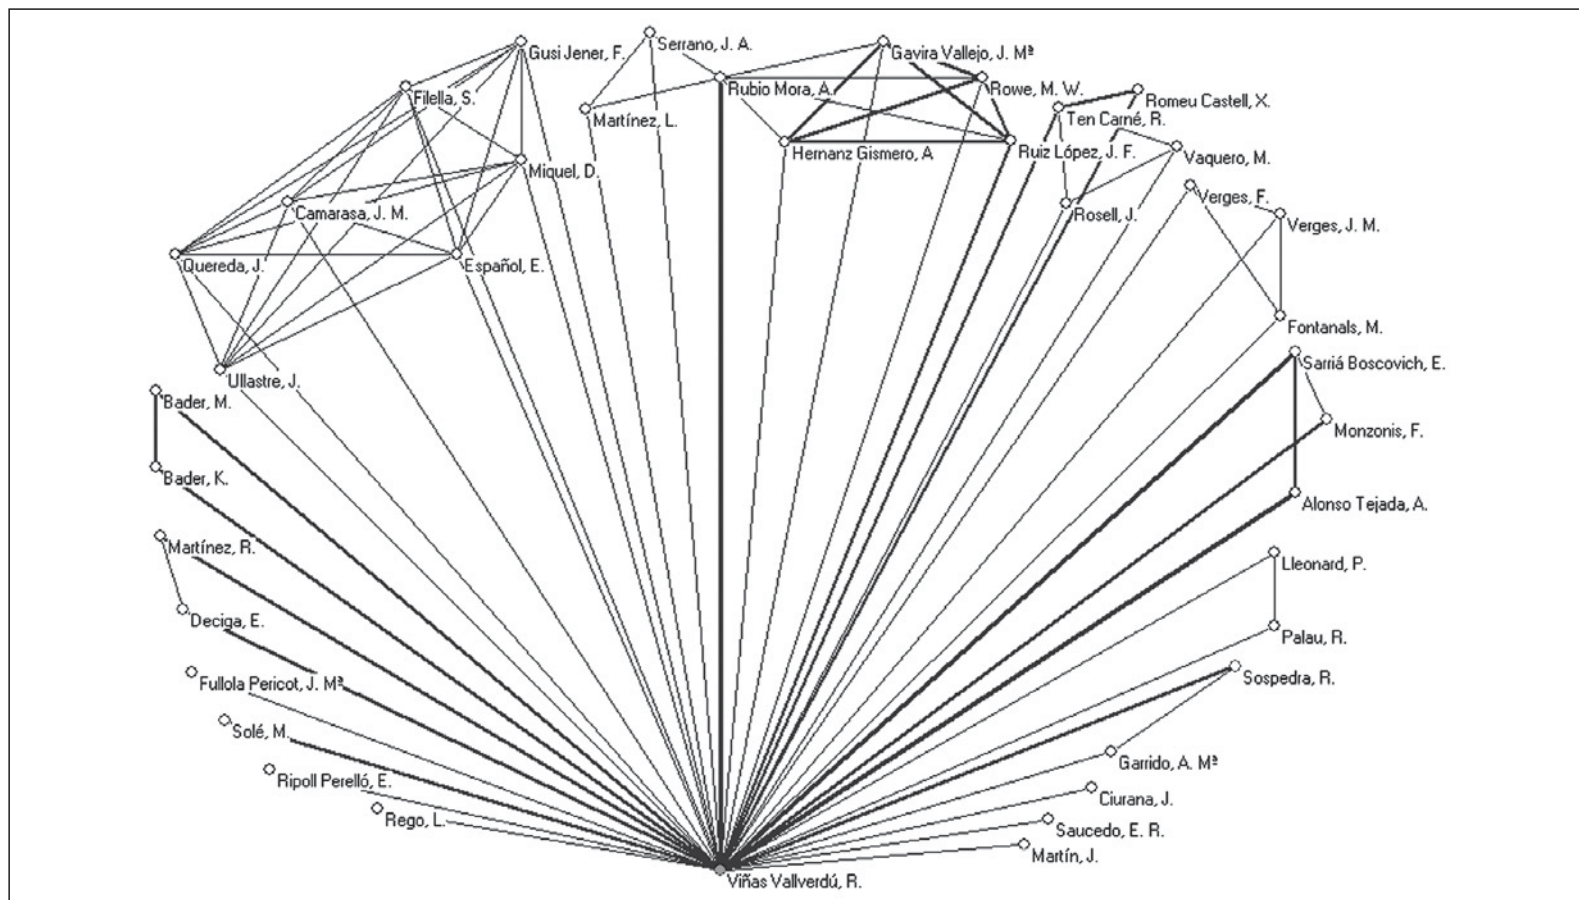 Serrano, J. A.
Gusi Jener, F.
Gavira Vallejo, J. Mª
Rubio Mora, A.
Rowe, M. W.
Filella, S.
Romeu Castell, X.
Martínez, L.
Ten Carné, R.
Hernanz Gismero, A
Ruiz López, J. F.
Vaquero, M.
Miquel, D.
Verges, F.
Camarasa, J. M.
Rosell, J.
Verges, J. M.
Quereda, J.
Español, E.
Fontanals, M.
Sarriá Boscovich, E.
Ullastre, J.
Bader, M.
Monzonis, F.
Bader, K.
Alonso Tejada, A.
Martínez, R.
Lleonard, P.
Deciga, E.
Palau, R.
Fullola Pericot, J. Mª
Sospedra, R.
Solé, M.
Garrido, A. Mª
Ripoll Perelló, E.
Ciurana, J.
Rego, L.
Saucedo, E. R.
Martín, J.
Viñas Vallverdú, R.